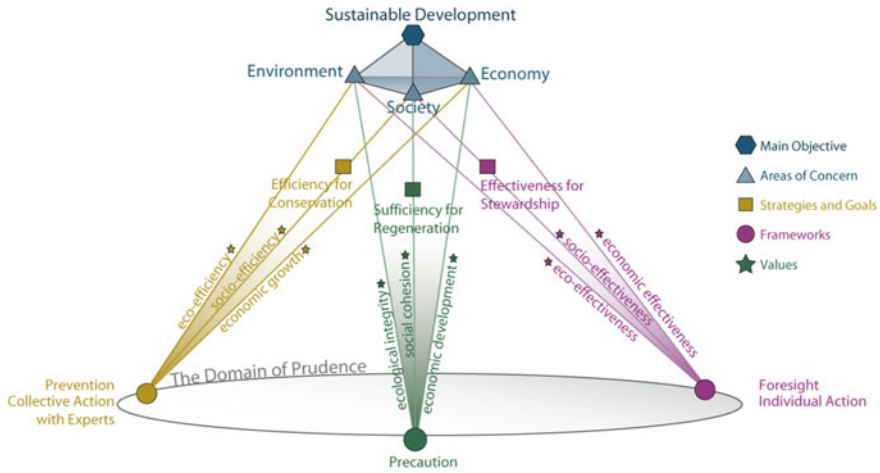 Sustainable Development
Environment
Economy
Society
Efficiency for
Conservation
Sufficiency for
Regeneration
Effectiveness for
Stewardship
eco-efficiency
socio-efficiency
economic growth
ecological integrity
social cohesion
economic development
eco-effectiveness
socio-effectiveness
economic effectiveness
The Domain of Prudence
Prevention
Collective Action
with Experts
Precaution
Foresight
Individual Action
Main Objective
Areas of Concern
Strategies and Goals
Frameworks
Values